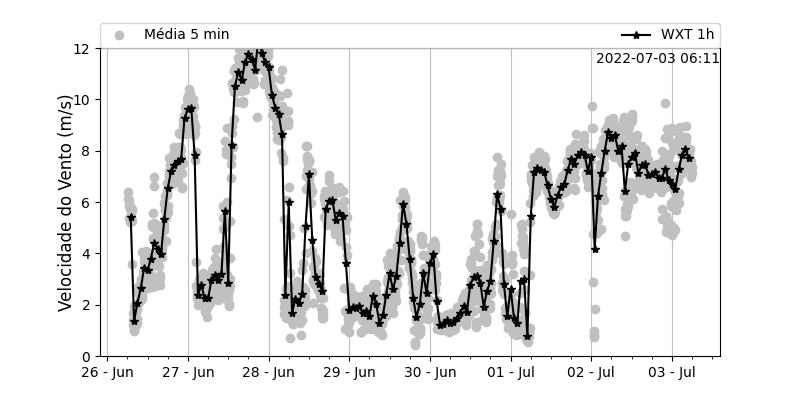 Média 5 min
WXT 1h
2022-07-03 06:11
Velocidade do Vento (m/s)
12
10
8
6
4
2
0
26 - Jun
27 - Jun
28 - Jun
29 - Jun
30 - Jun
01 - Jul
02 - Jul
03 - Jul